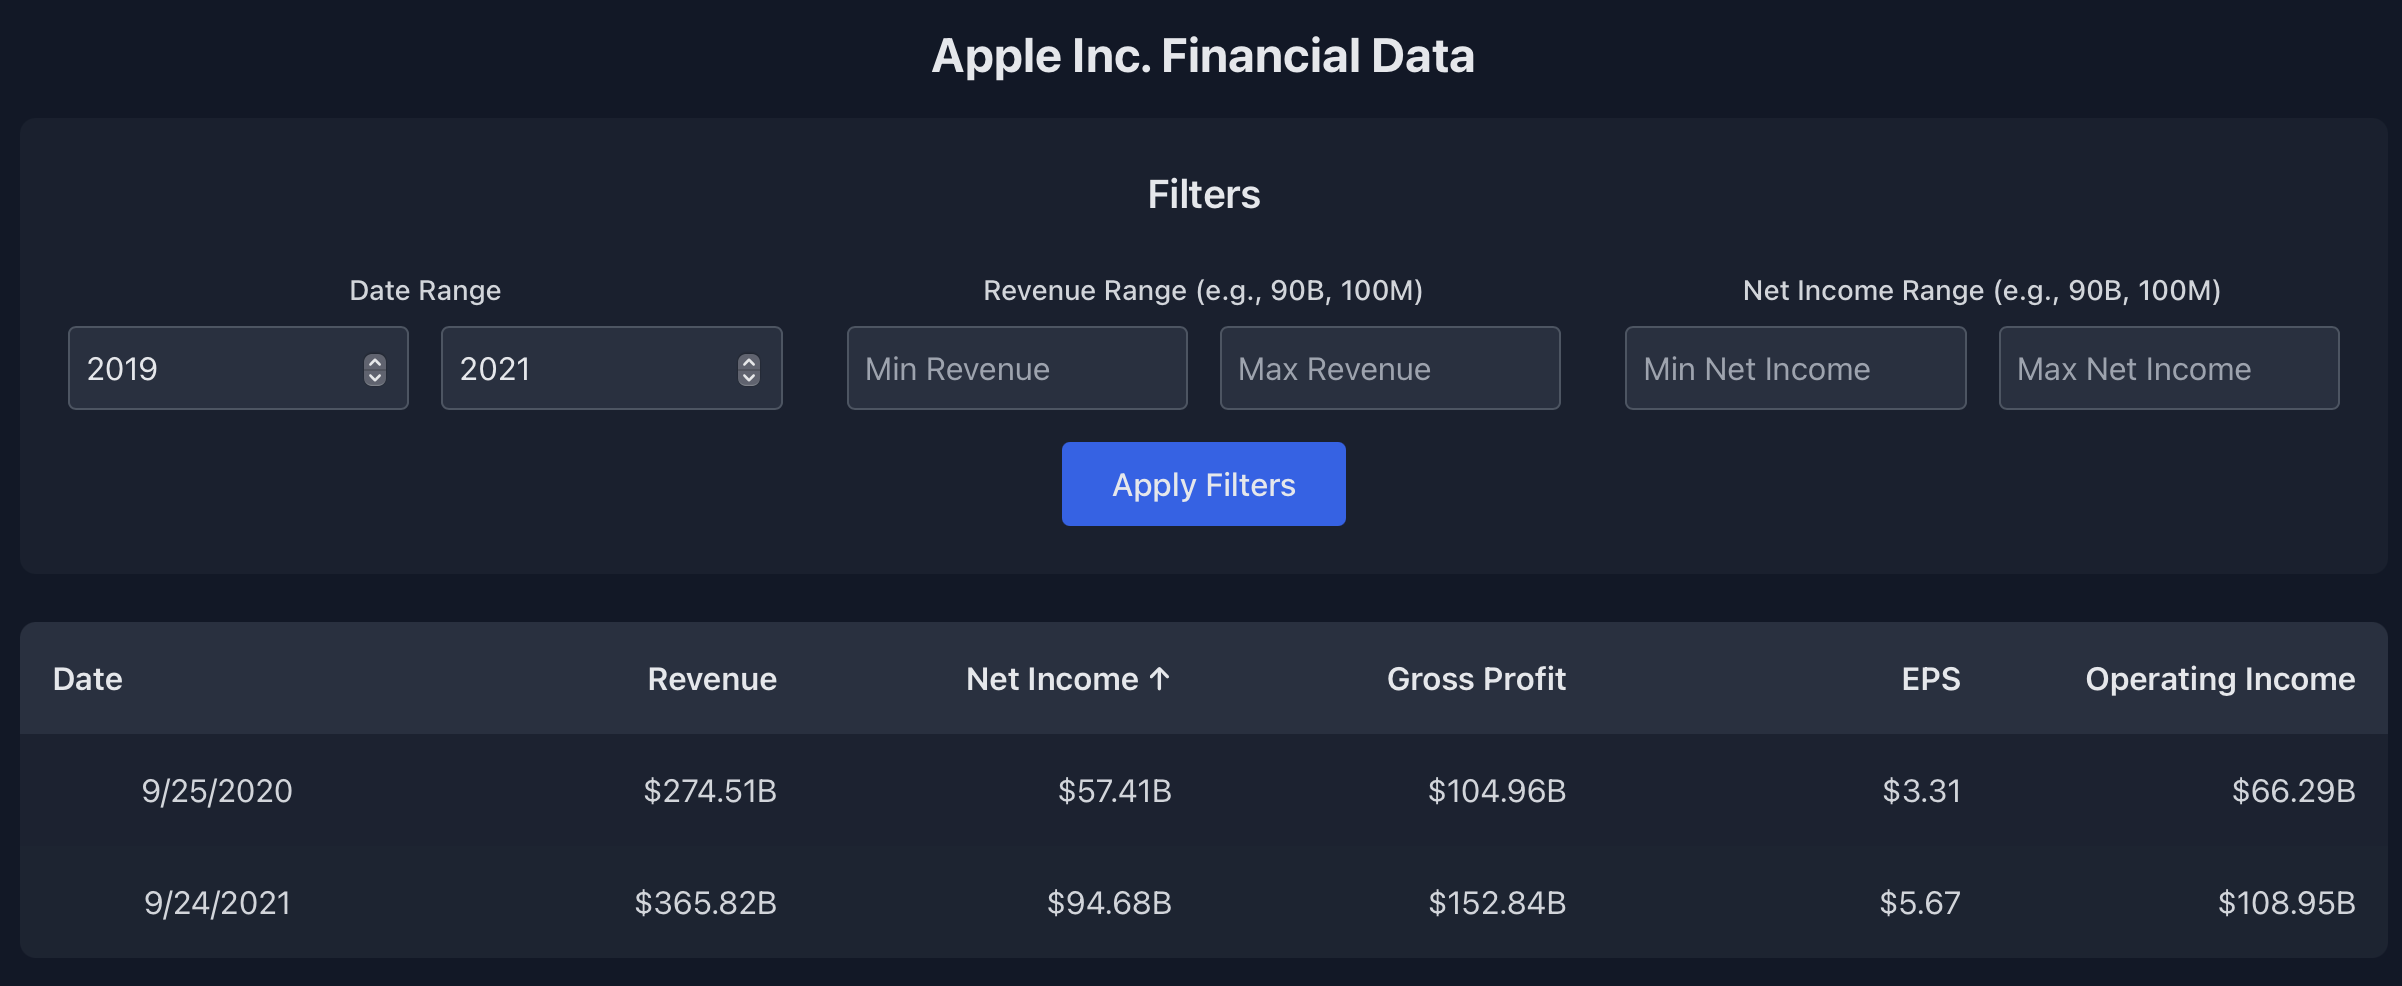 Apple Inc. Financial Data
Filters
Date Range
Revenue Range (e.g., 90B, 100M)
Net Income Range (e.g., 90B, 100M)
2019
2021
Min Revenue
Max Revenue
Min Net Income
Max Net Income
Apply Filters
Date Revenue Net Income ↑ Gross Profit EPS Operating Income
9/25/2020 $274.51B $57.41B $104.96B $3.31 $66.29B
9/24/2021 $365.82B $94.68B $152.84B $5.67 $108.95B